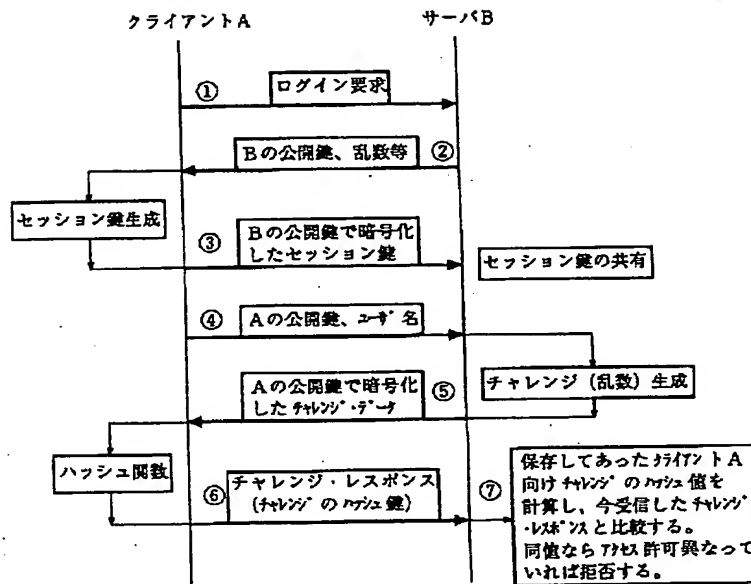 クライアントA
サーバB
①
ログイン要求
Bの公開鍵、乱数等
②
セッション鍵生成
③
Bの公開鍵で暗号化
したセッション鍵
セッション鍵の共有
④
Aの公開鍵、ユーザ名
チャレンジ(乱数)生成
Aの公開鍵で暗号化
したチャレンジ・データ
⑤
ハッシュ関数
⑥
チャレンジ・レスポンス
(チャレンジのハッシュ鍵)
⑦
保存してあったクライアントA
向けチャレンジのハッシュ値を
計算し、今受信したチャレンジ
・レスポンスと比較する。
同値ならアクセス許可異なって
いれば拒否する。